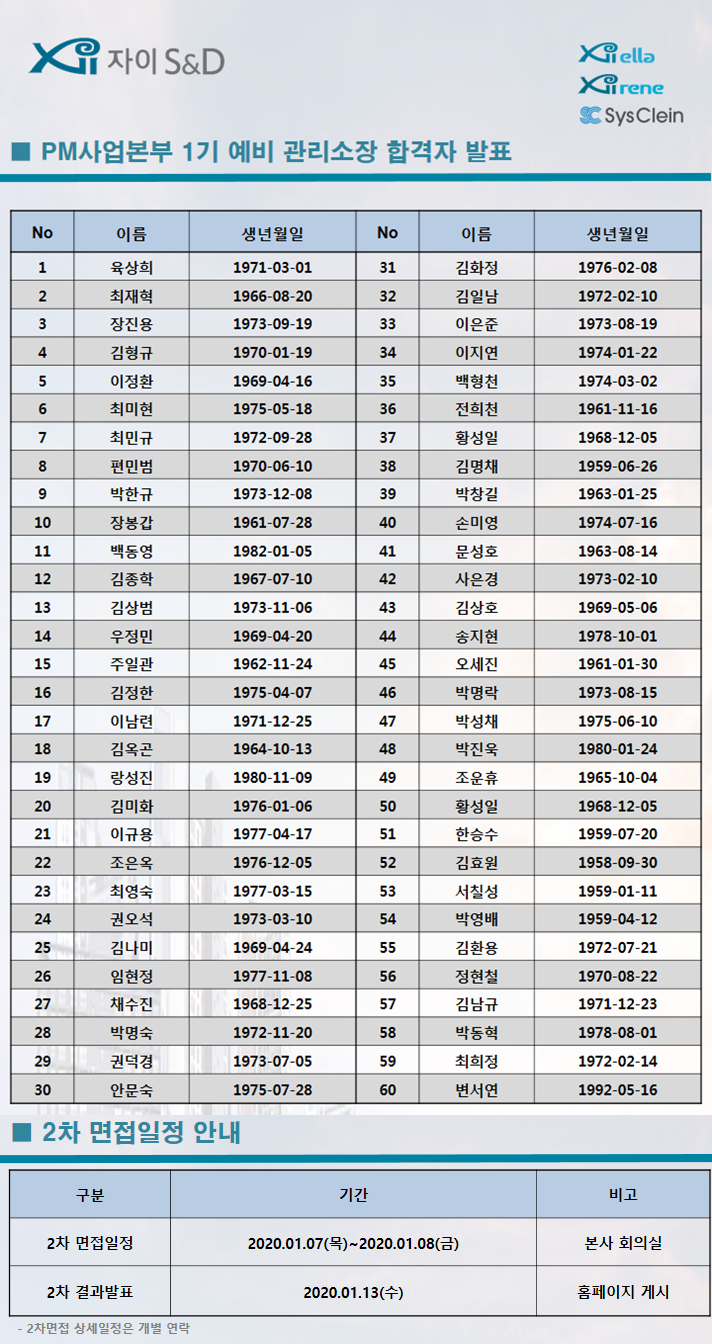 Xi 자이 S&D
Xi ella
Xi rene
SysClein
■ PM사업본부 1기 예비 관리소장 합격자 발표
No 이름 생년월일 No 이름 생년월일
1 육상희 1971-03-01 31 김화정 1976-02-08
2 최재혁 1966-08-20 32 김일남 1972-02-10
3 장진용 1973-09-19 33 이은준 1973-08-19
4 김형규 1970-01-19 34 이지연 1974-01-22
5 이정환 1969-04-16 35 백형천 1974-03-02
6 최미현 1975-05-18 36 전희천 1961-11-16
7 최민규 1972-09-28 37 황성일 1968-12-05
8 편민범 1970-06-10 38 김명채 1959-06-26
9 박한규 1973-12-08 39 박창길 1963-01-25
10 장봉갑 1961-07-28 40 손미영 1974-07-16
11 백동영 1982-01-05 41 문성호 1963-08-14
12 김종학 1967-07-10 42 사은경 1973-02-10
13 김상범 1973-11-06 43 김상호 1969-05-06
14 우정민 1969-04-20 44 송지현 1978-10-01
15 주일관 1962-11-24 45 오세진 1961-01-30
16 김정한 1975-04-07 46 박명락 1973-08-15
17 이남련 1971-12-25 47 박성채 1975-06-10
18 김옥곤 1964-10-13 48 박진욱 1980-01-24
19 랑성진 1980-11-09 49 조운휴 1965-10-04
20 김미화 1976-01-06 50 황성일 1968-12-05
21 이규용 1977-04-17 51 한승수 1959-07-20
22 조은옥 1976-12-05 52 김효원 1958-09-30
23 최영숙 1977-03-15 53 서칠성 1959-01-11
24 권오석 1973-03-10 54 박영배 1959-04-12
25 김나미 1969-04-24 55 김환용 1972-07-21
26 임현정 1977-11-08 56 정현철 1970-08-22
27 채수진 1968-12-25 57 김남규 1971-12-23
28 박명숙 1972-11-20 58 박동혁 1978-08-01
29 권덕경 1973-07-05 59 최희정 1972-02-14
30 안문숙 1975-07-28 60 변서연 1992-05-16
■ 2차 면접일정 안내
구분 기간 비고
2차 면접일정 2020.01.07(목)~2020.01.08(금) 본사 회의실
2차 결과발표 2020.01.13(수) 홈페이지 게시
- 2차면접 상세일정은 개별 연락